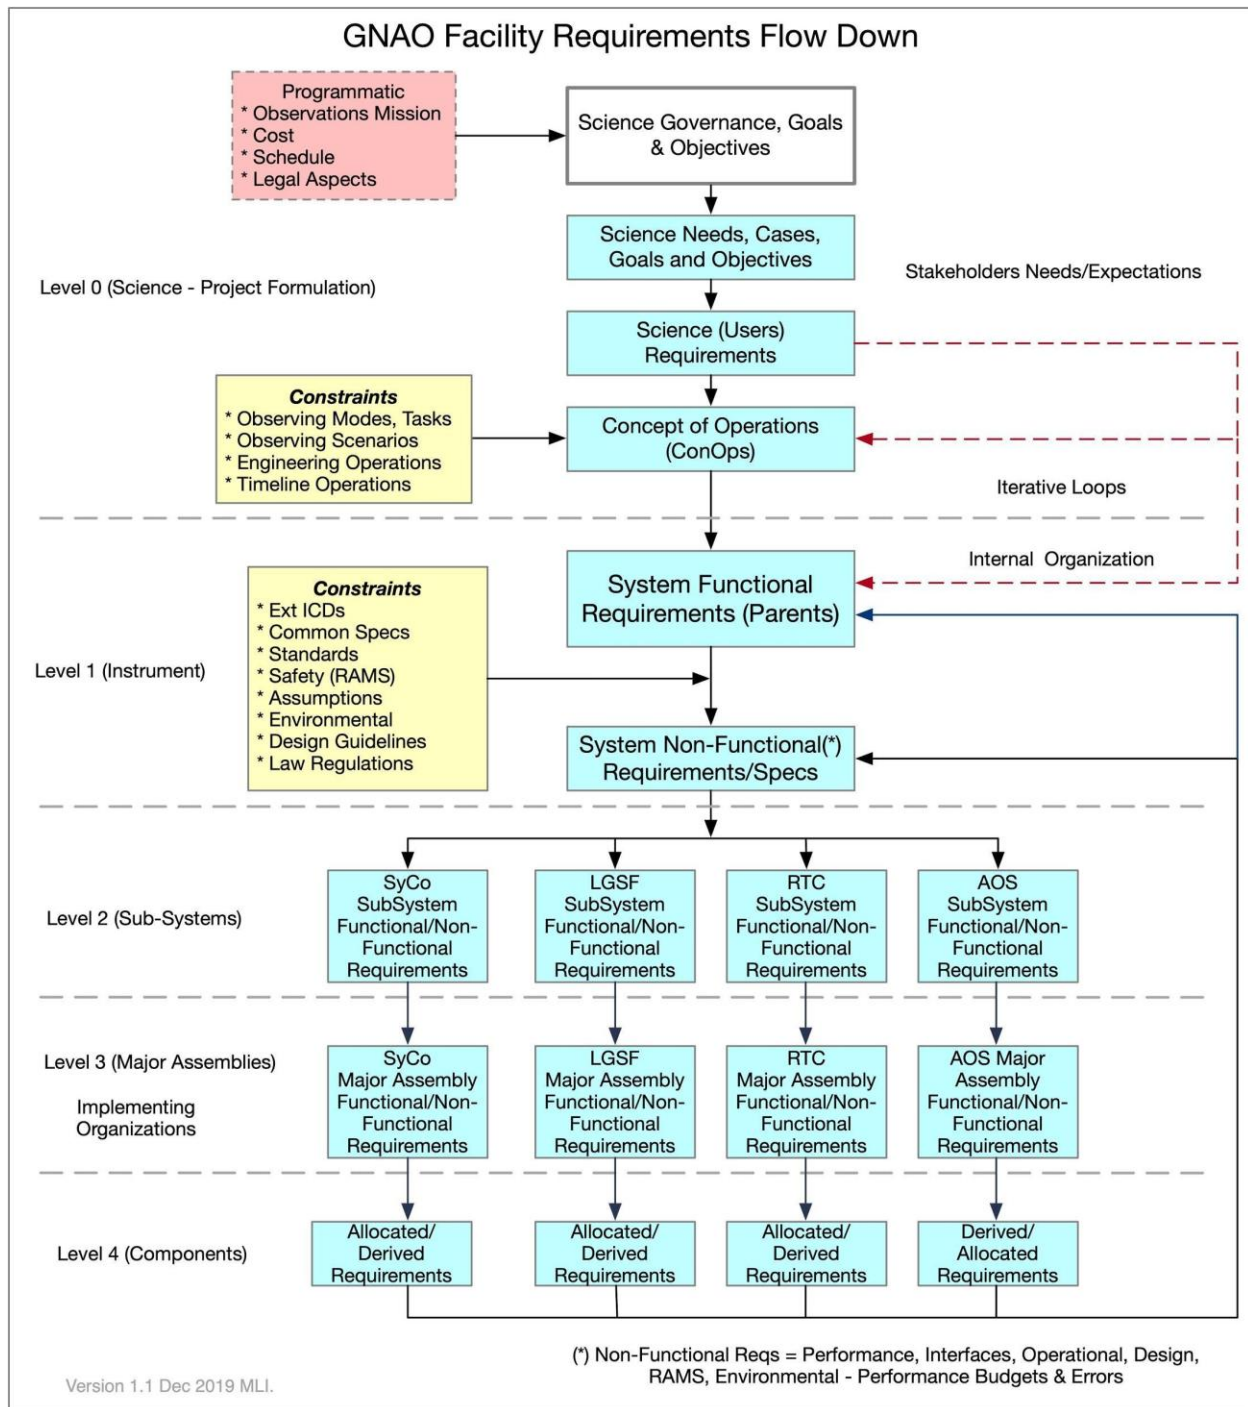 GNAO Facility Requirements Flow Down
Programmatic
* Observations Mission
* Cost
* Schedule
* Legal Aspects
Science Governance, Goals
& Objectives
Science Needs, Cases,
Goals and Objectives
Stakeholders Needs/Expectations
Level 0 (Science - Project Formulation)
Science (Users)
Requirements
Constraints
* Observing Modes, Tasks
* Observing Scenarios
* Engineering Operations
* Timeline Operations
Concept of Operations
(ConOps)
Iterative Loops
Internal Organization
System Functional
Requirements (Parents)
Constraints
* Ext ICDs
* Common Specs
* Standards
* Safety (RAMS)
* Assumptions
* Environmental
* Design Guidelines
* Law Regulations
Level 1 (Instrument)
System Non-Functional(*)
Requirements/Specs
Level 2 (Sub-Systems)
SyCo
SubSystem
Functional/Non-
Functional
Requirements
LGSF
SubSystem
Functional/Non-
Functional
Requirements
RTC
SubSystem
Functional/Non-
Functional
Requirements
AOS
SubSystem
Functional/Non-
Functional
Requirements
Level 3 (Major Assemblies)
Implementing
Organizations
SyCo
Major Assembly
Functional/Non-
Functional
Requirements
LGSF
Major Assembly
Functional/Non-
Functional
Requirements
RTC
Major Assembly
Functional/Non-
Functional
Requirements
AOS Major
Assembly
Functional/Non-
Functional
Requirements
Level 4 (Components)
Allocated/
Derived
Requirements
Allocated/
Derived
Requirements
Allocated/
Derived
Requirements
Derived/
Allocated
Requirements
(*) Non-Functional Reqs = Performance, Interfaces, Operational, Design,
RAMS, Environmental - Performance Budgets & Errors
Version 1.1 Dec 2019 MLI.